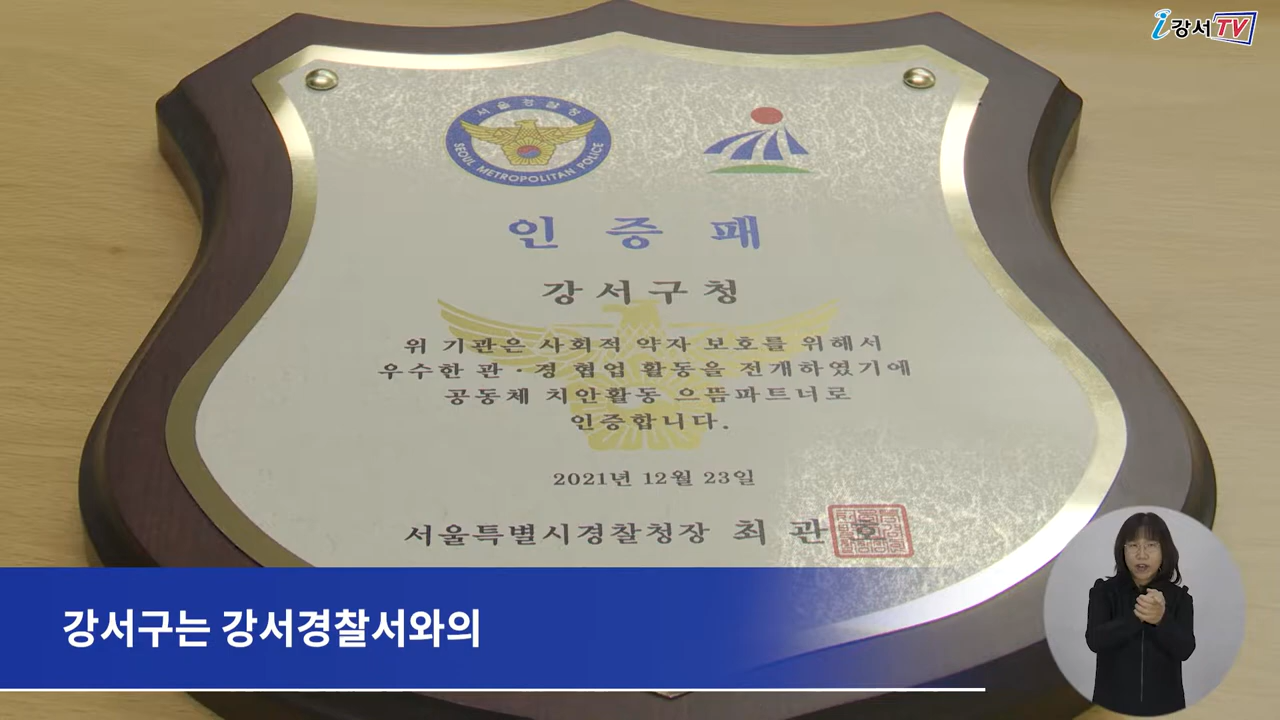 i강서TV
서울경찰청
SEOUL METROPOLITAN POLICE
인증패
강서구청
위 기관은 사회적 약자 보호를 위해서
우수한 관·경 협업 활동을 전개하였기에
공동체 치안활동 으뜸파트너로
인증합니다.
2021년 12월 23일
서울특별시경찰청장 최 관 호
강서구는 강서경찰서와의